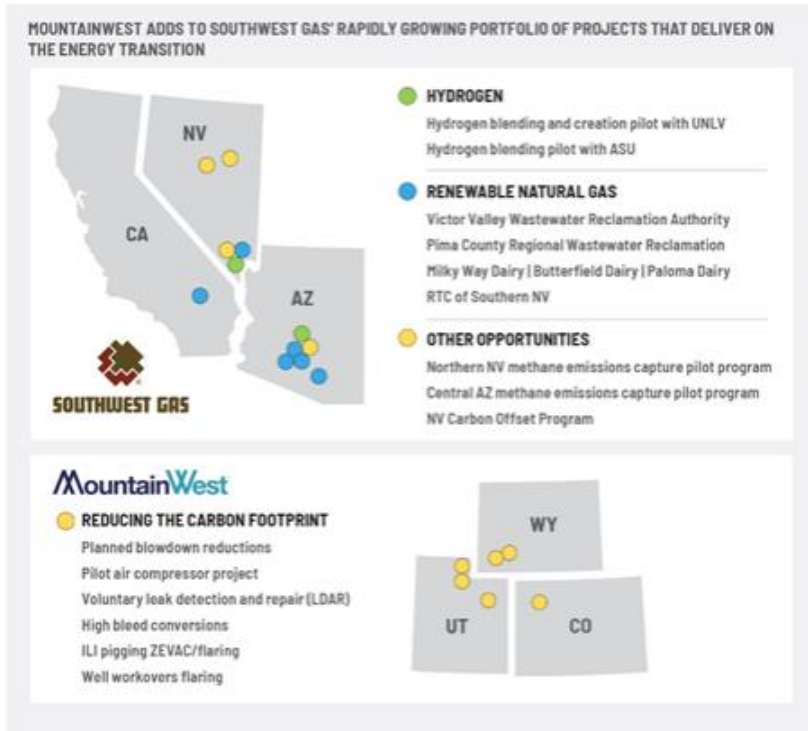 MOUNTAINWEST ADDS TO SOUTHWEST GAS' RAPIDLY GROWING PORTFOLIO OF PROJECTS THAT DELIVER ON
THE ENERGY TRANSITION
NV
CA
AZ
SOUTHWEST GAS
HYDROGEN
Hydrogen blending and creation pilot with UNLV
Hydrogen blending pilot with ASU
RENEWABLE NATURAL GAS
Victor Valley Wastewater Reclamation Authority
Pima County Regional Wastewater Reclamation
Milky Way Dairy | Butterfield Dairy | Paloma Dairy
RTC of Southern NV
OTHER OPPORTUNITIES
Northern NV methane emissions capture pilot program
Central AZ methane emissions capture pilot program
NV Carbon Offset Program
MountainWest
REDUCING THE CARBON FOOTPRINT
Planned blowdown reductions
Pilot air compressor project
Voluntary leak detection and repair (LDAR)
High bleed conversions
ILI pigging ZEVAC/flaring
Well workovers flaring
WY
UT
CO